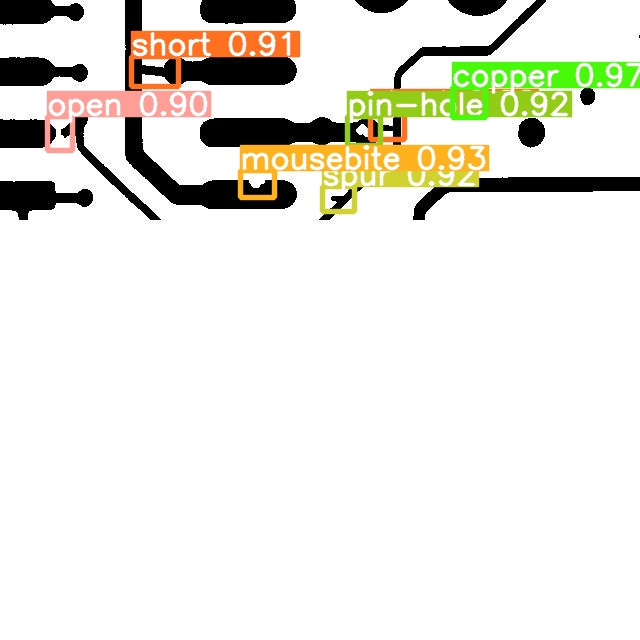 short 0.91
copper 0.97
open 0.90
pin-hole 0.92
mousebite 0.93
spur 0.92